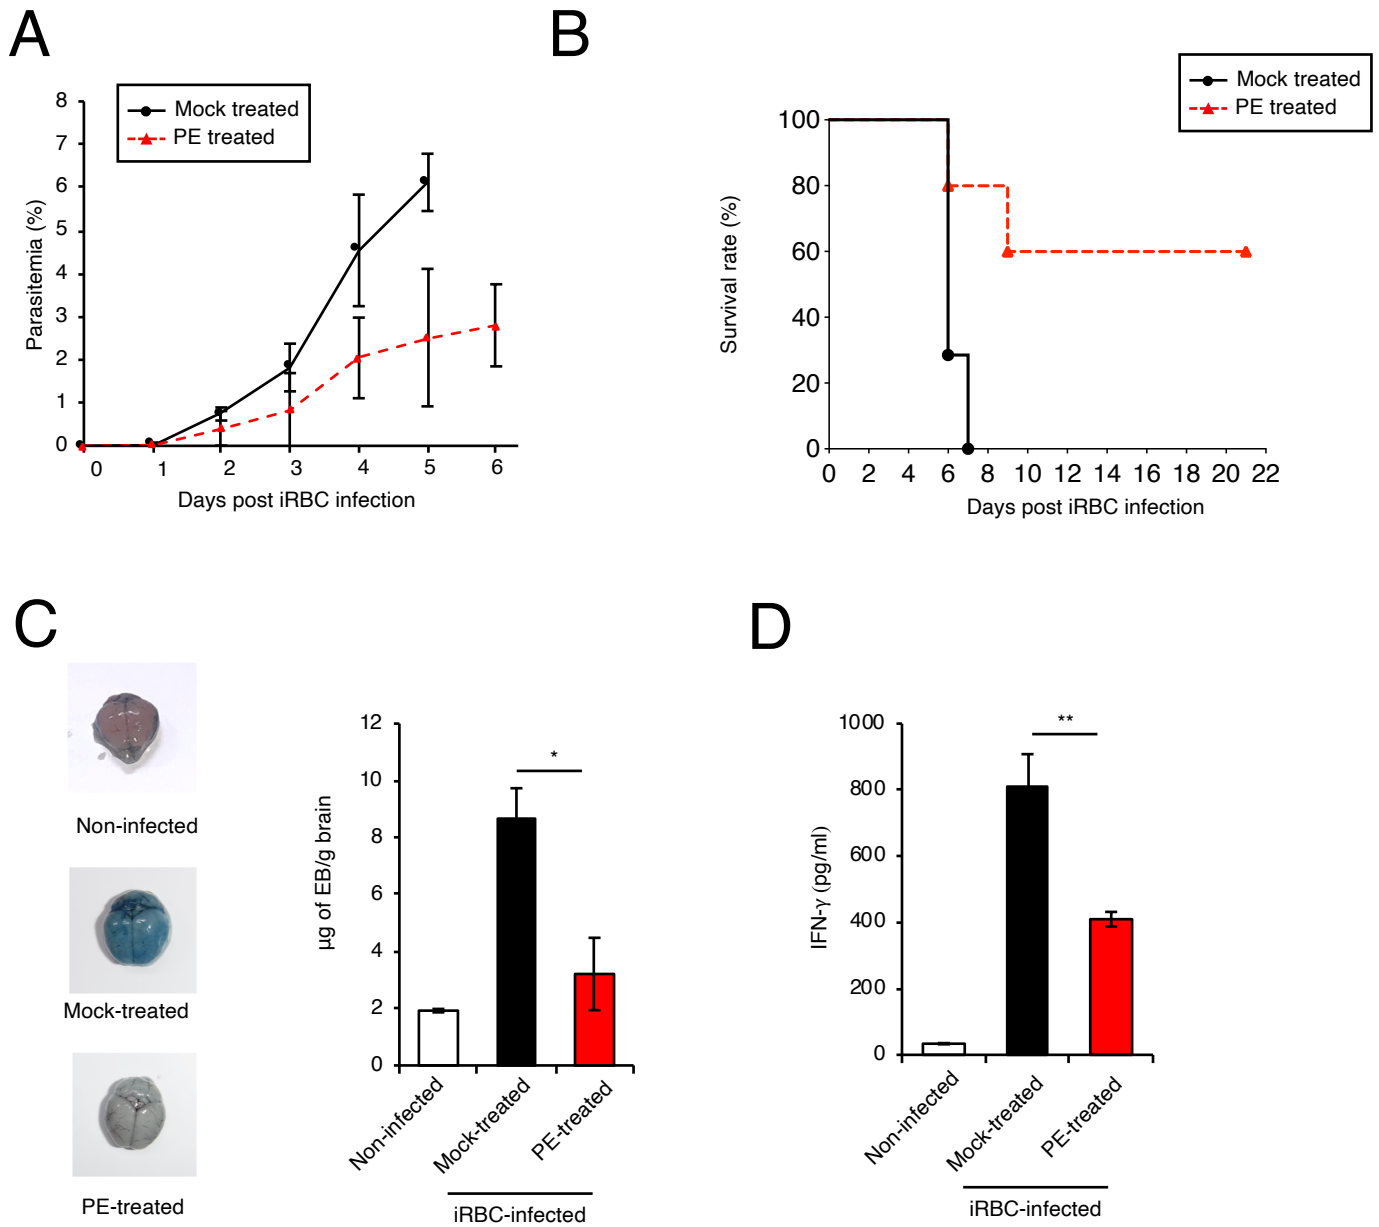 A
Mock treated
PE treated
8
7
6
5
4
3
2
1
0
Parasitemia (%)
0 1 2 3 4 5 6
Days post iRBC infection
B
Mock treated
PE treated
100
80
60
40
20
0
Survival rate (%)
0 2 4 6 8 10 12 14 16 18 20 22
Days post iRBC infection
C
Non-infected
Mock-treated
PE-treated
12
10
8
6
4
2
0
µg of EB/g brain
*
Non-infected
Mock-treated
PE-treated
iRBC-infected
D
1000
800
600
400
200
0
IFN-γ (pg/ml)
**
Non-infected
Mock-treated
PE-treated
iRBC-infected